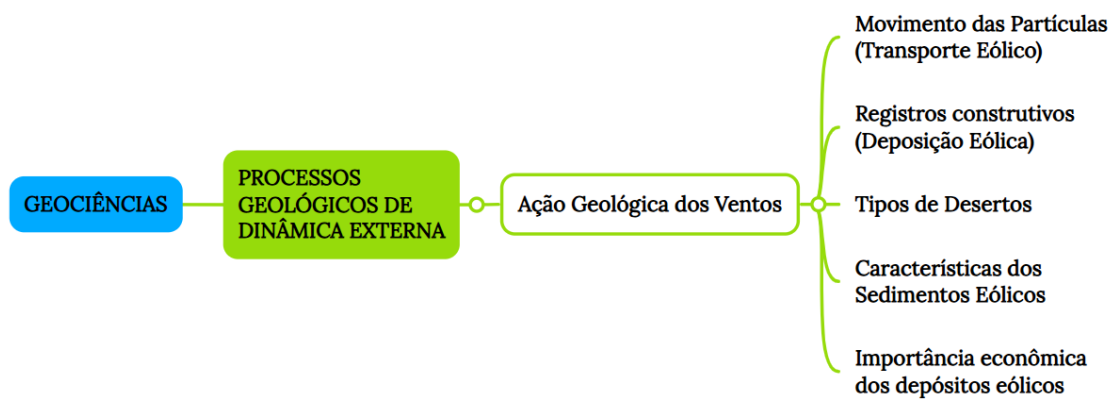 GEOCIÊNCIAS
PROCESSOS
GEOLÓGICOS DE
DINÂMICA EXTERNA
Ação Geológica dos Ventos
Movimento das Partículas
(Transporte Eólico)
Registros construtivos
(Deposição Eólica)
Tipos de Desertos
Características dos
Sedimentos Eólicos
Importância econômica
dos depósitos eólicos